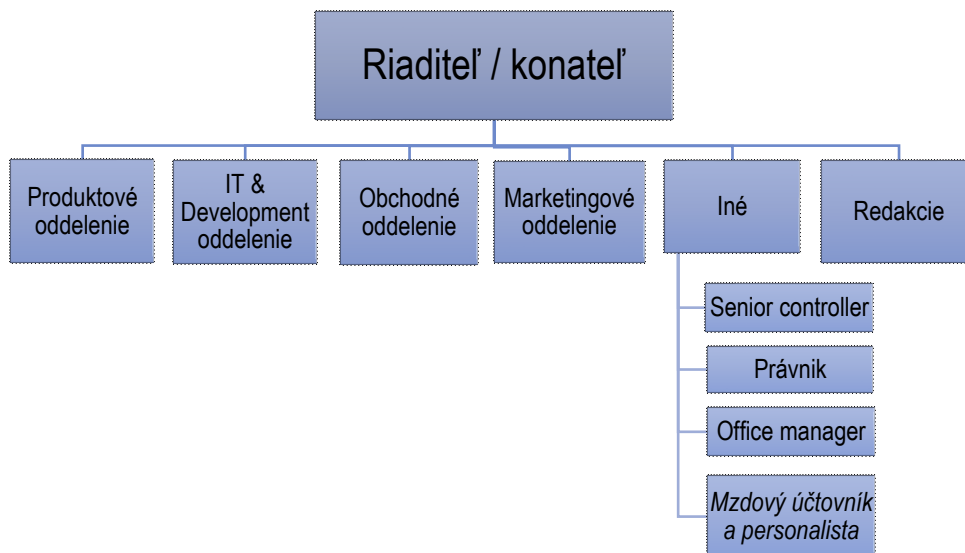 Riaditeľ / konateľ
Produktové
oddelenie
IT &
Development
oddelenie
Obchodné
oddelenie
Marketingové
oddelenie
Iné
Redakcie
Senior controller
Právnik
Office manager
Mzdový účtovník
a personalista